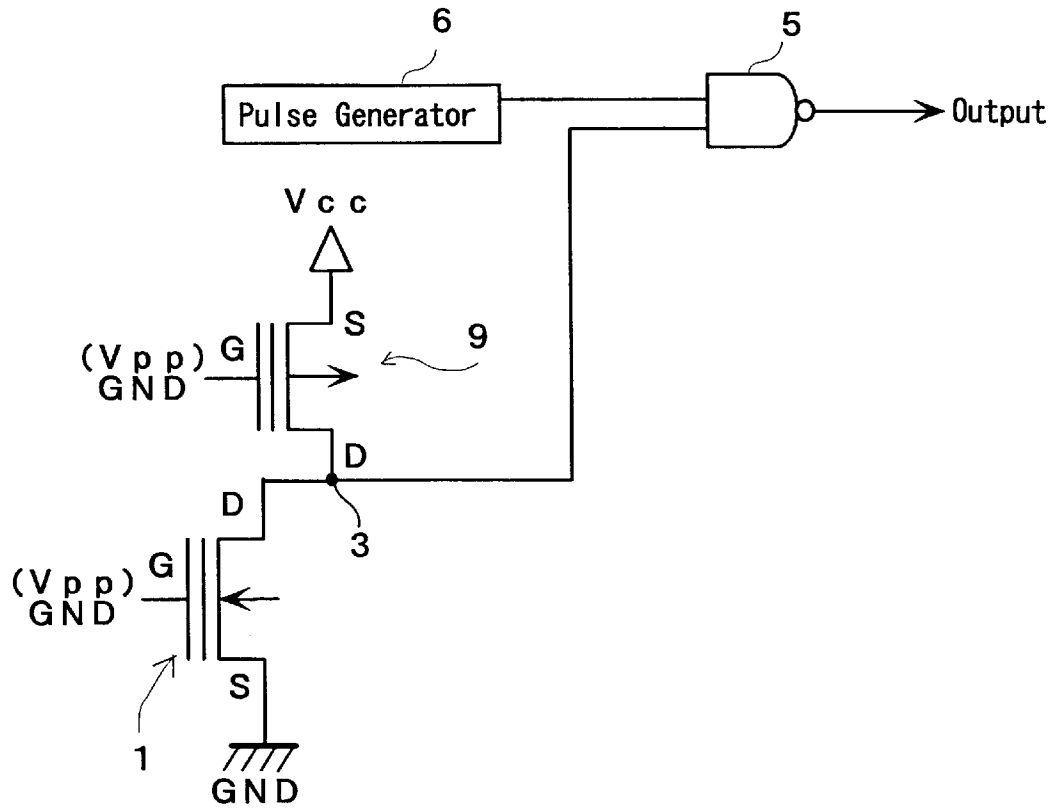 6
5
Pulse Generator
Output
Vcc
S
9
(Vpp)
G
GND
D
D
3
G
(Vpp)
GND
S
1
GND